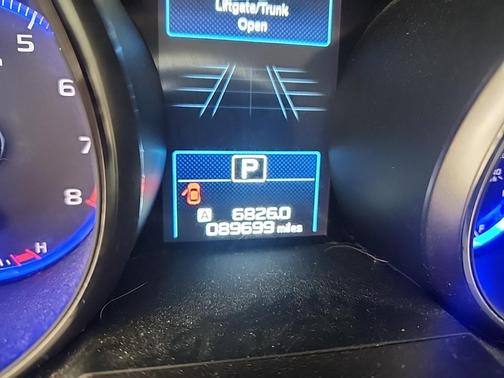 Liftgate/Trunk
Open
5
6
7
8
H
P
A 6826.0
089699 miles
F